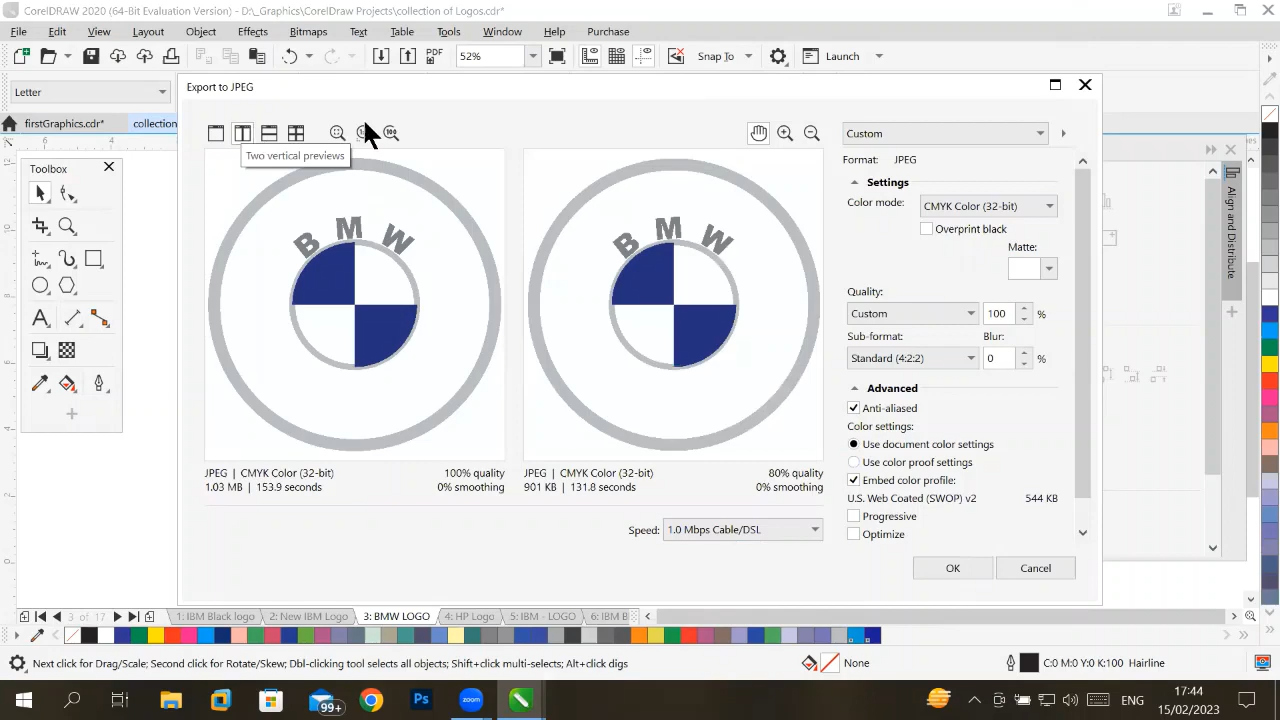 CorelDRAW 2020 (64-Bit Evaluation Version) - D:\_Graphics\CorelDraw Projects\collection of Logos.cdr*
File Edit View Layout Object Effects Bitmaps Text Table Tools Window Help Purchase
PDF 52% Snap To Launch
Letter
Export to JPEG
firstGraphics.cdr* collection
Custom
Two vertical previews
Toolbox
Format: JPEG
Settings
Color mode: CMYK Color (32-bit)
Overprint black
Matte:
B M W
B M W
Align and Distribute
Quality:
Custom 100 %
Sub-format: Blur:
Standard (4:2:2) 0 %
Advanced
Anti-aliased
Color settings:
Use document color settings
Use color proof settings
Embed color profile:
U.S. Web Coated (SWOP) v2 544 KB
Progressive
Optimize
JPEG | CMYK Color (32-bit) 100% quality
1.03 MB | 153.9 seconds 0% smoothing
JPEG | CMYK Color (32-bit) 80% quality
901 KB | 131.8 seconds 0% smoothing
Speed: 1.0 Mbps Cable/DSL
OK Cancel
3 of 17 1: IBM Black logo 2: New IBM Logo 3: BMW LOGO 4: HP Logo 5: IBM - LOGO 6: IBM B
Next click for Drag/Scale; Second click for Rotate/Skew; Dbl-clicking tool selects all objects; Shift+click multi-selects; Alt+click digs
None C:0 M:0 Y:0 K:100 Hairline
99+ Ps zoom ENG 17:44
15/02/2023